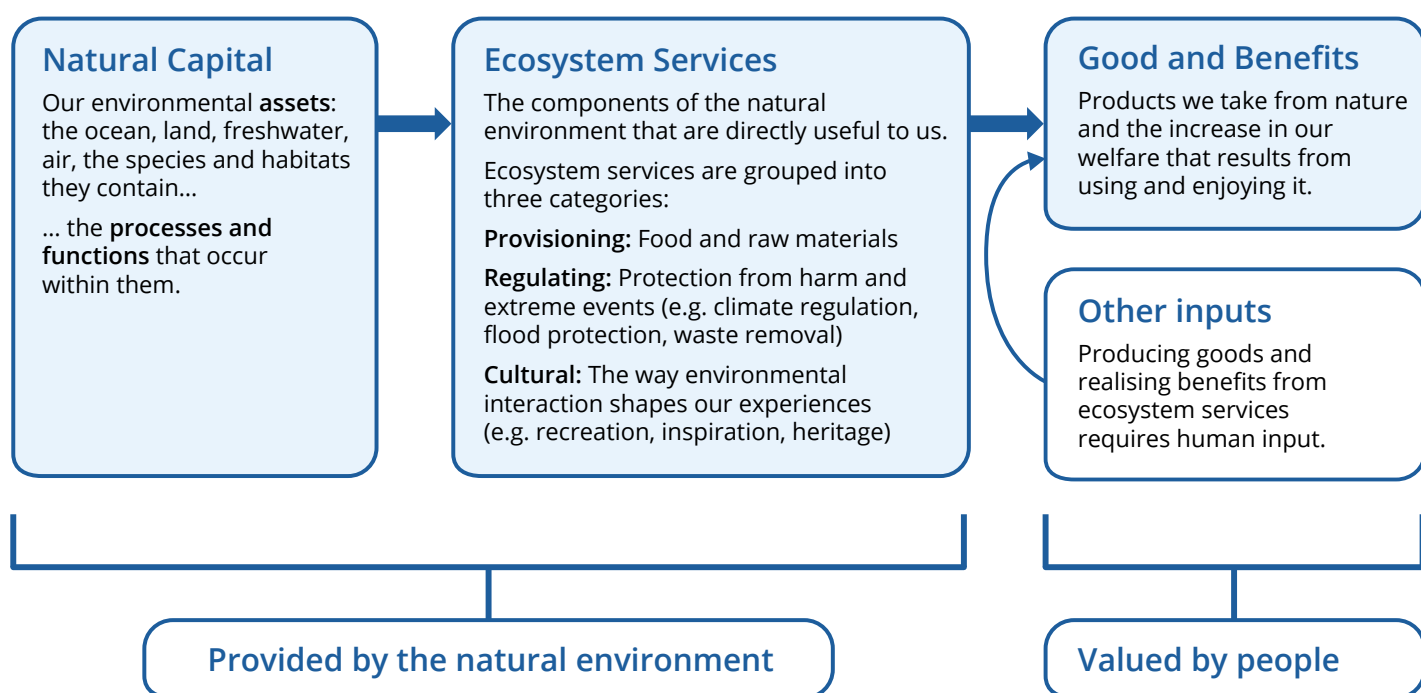 Natural Capital
Our environmental assets:
the ocean, land, freshwater,
air, the species and habitats
they contain...
... the processes and
functions that occur
within them.
Ecosystem Services
The components of the natural
environment that are directly useful to us.
Ecosystem services are grouped into
three categories:
Provisioning: Food and raw materials
Regulating: Protection from harm and
extreme events (e.g. climate regulation,
flood protection, waste removal)
Cultural: The way environmental
interaction shapes our experiences
(e.g. recreation, inspiration, heritage)
Good and Benefits
Products we take from nature
and the increase in our
welfare that results from
using and enjoying it.
Other inputs
Producing goods and
realising benefits from
ecosystem services
requires human input.
Provided by the natural environment
Valued by people